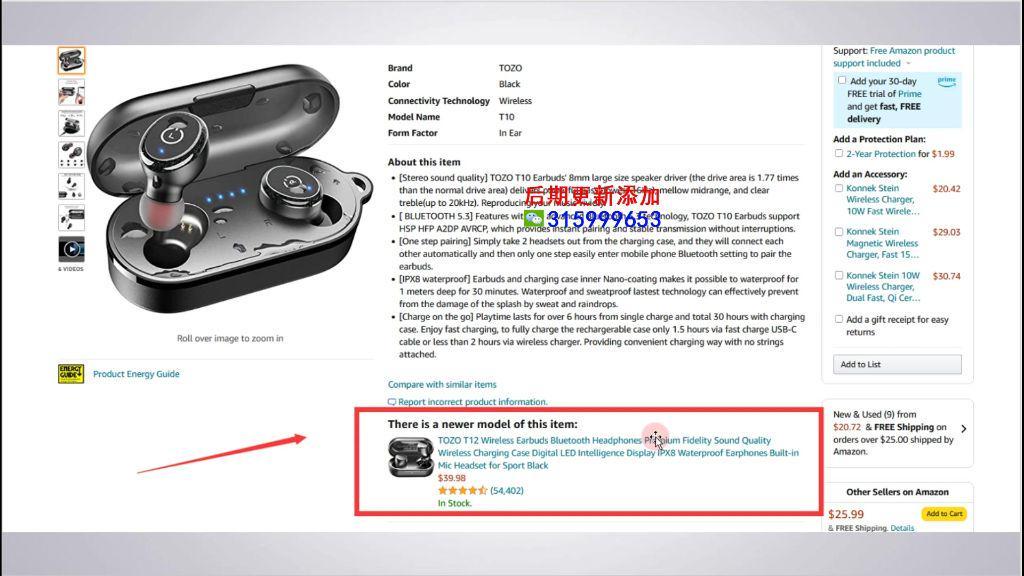 Brand TOZO
Color Black
Connectivity Technology Wireless
Model Name T10
Form Factor In Ear
About this item
• [Stereo sound quality] TOZO T10 Earbuds' 8mm large size speaker driver (the drive area is 1.77 times
than the normal drive area) delivers mellow midrange, and clear
treble(up to 20kHz). Reproducing your music
• [ BLUETOOTH 5.3] Features TOZO T10 Earbuds support
HSP HFP A2DP AVRCP, which provides instant pairing and stable transmission without interruptions.
• [One step pairing] Simply take 2 headsets out from the charging case, and they will connect each
other automatically and then only one step easily enter mobile phone Bluetooth setting to pair the
earbuds.
• [IPX8 waterproof] Earbuds and charging case inner Nano-coating makes it possible to waterproof for
1 meters deep for 30 minutes. Waterproof and sweatproof lastest technology can effectively prevent
from the damage of the splash by sweat and raindrops.
• [Charge on the go] Playtime lasts for over 6 hours from single charge and total 30 hours with charging
case. Enjoy fast charging, to fully charge the rechargeable case only 1.5 hours via fast charge USB-C
cable or less than 2 hours via wireless charger. Providing convenient charging way with no strings
attached.
后期更新添加
315999653
6 VIDEOS
Roll over image to zoom in
ENERGY GUIDE
Product Energy Guide
Compare with similar items
Report incorrect product information.
There is a newer model of this item:
TOZO T12 Wireless Earbuds Bluetooth Headphones Premium Fidelity Sound Quality
Wireless Charging Case Digital LED Intelligence Display IPX8 Waterproof Earphones Built-in
Mic Headset for Sport Black
$39.98
(54,402)
In Stock.
Support: Free Amazon product
support included
Add your 30-day
FREE trial of Prime
and get fast, FREE
delivery
prime
Add a Protection Plan:
2-Year Protection for $1.99
Add an Accessory:
Konnek Stein $20.42
Wireless Charger,
10W Fast Wirele...
Konnek Stein $29.03
Magnetic Wireless
Charger, Fast 15...
Konnek Stein 10W $30.74
Wireless Charger,
Dual Fast, Qi Cer...
Add a gift receipt for easy
returns
Add to List
New & Used (9) from
$20.72 & FREE Shipping on
orders over $25.00 shipped by
Amazon.
Other Sellers on Amazon
$25.99 Add to Cart
& FREE Shipping. Details